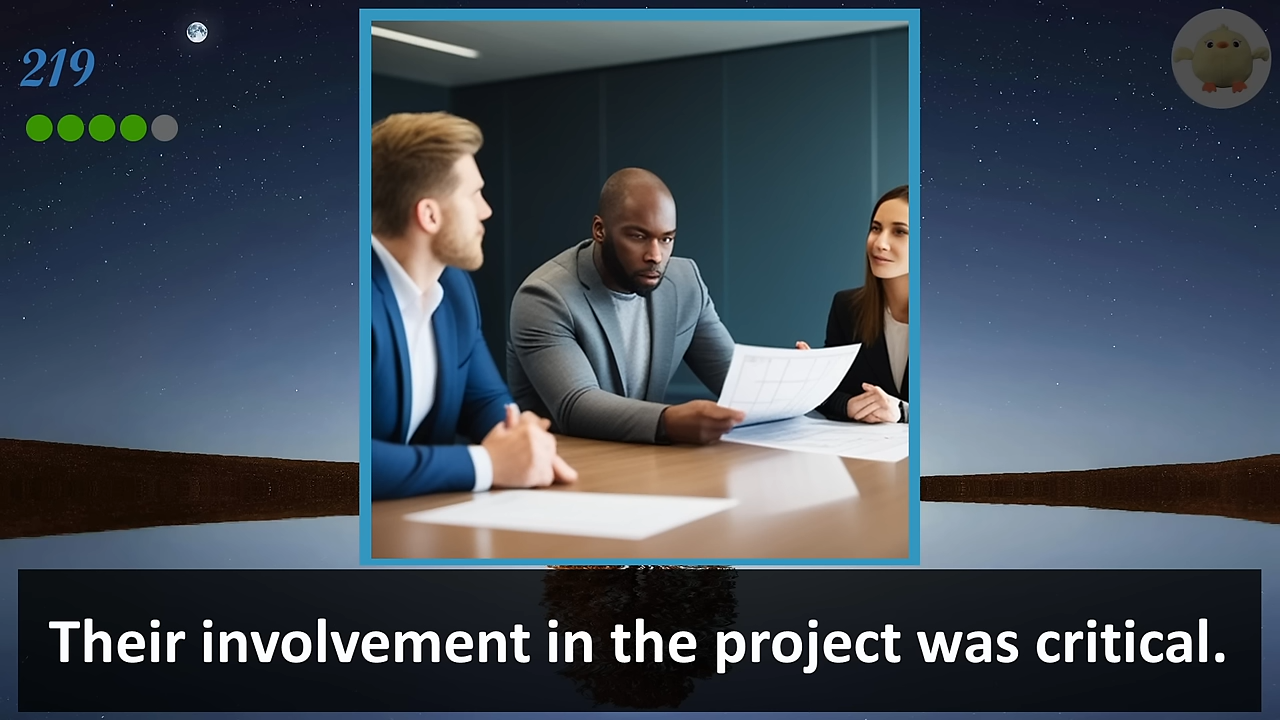 219
Their involvement in the project was critical.